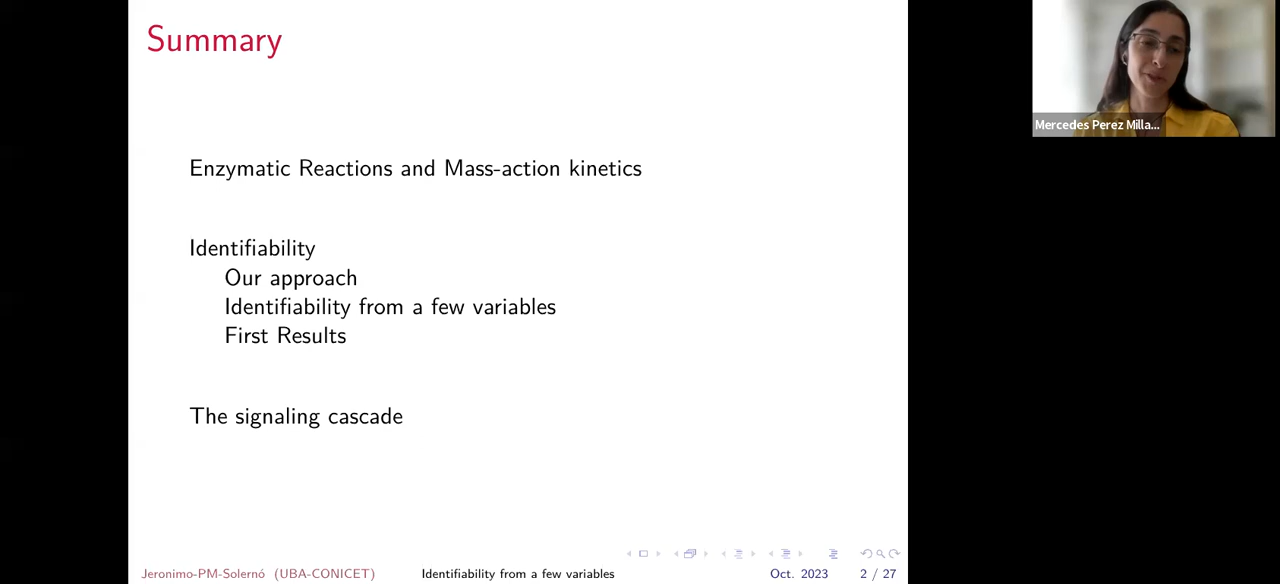 Summary
Enzymatic Reactions and Mass-action kinetics
Identifiability
Our approach
Identifiability from a few variables
First Results
The signaling cascade
Jeronimo-PM-Solernó (UBA-CONICET)
Identifiability from a few variables
Oct. 2023
2 / 27
Mercedes Perez Milla...